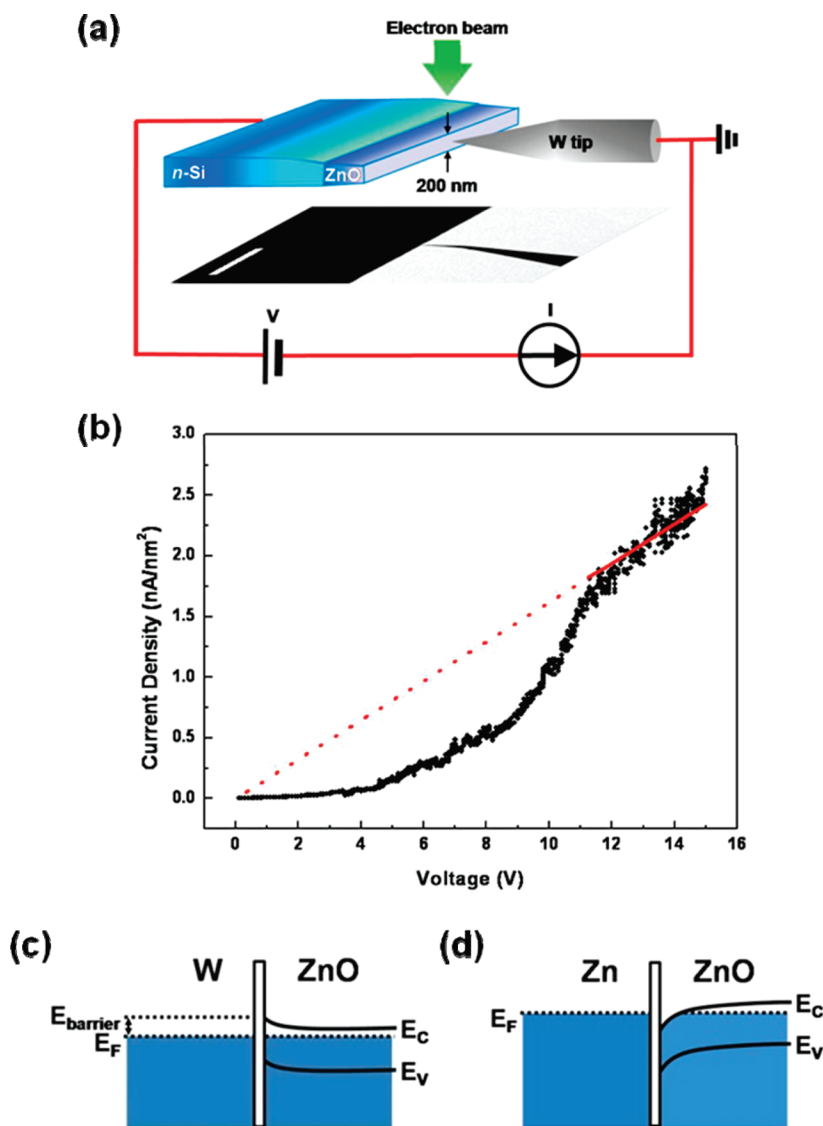 (a)
Electron beam
n-Si
ZnO
200 nm
W tip
V
I
(b)
Current Density (nA/nm²)
3.0
2.5
2.0
1.5
1.0
0.5
0.0
0 2 4 6 8 10 12 14 16
Voltage (V)
(c)
W ZnO
Ebarrier
EF
EC
EV
(d)
Zn ZnO
EF
EC
EV